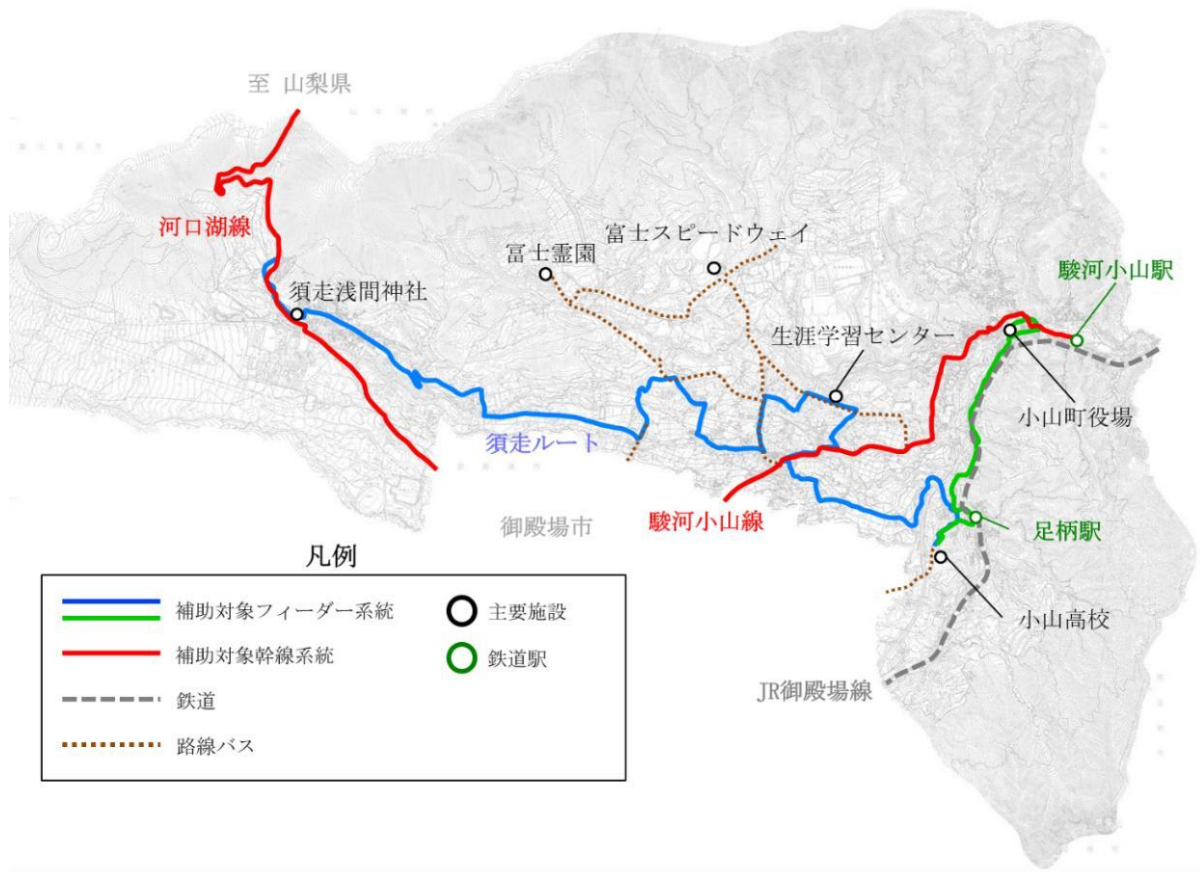 至 山梨県
河口湖線
富士スピードウェイ
冨士霊園
駿河小山駅
須走浅間神社
生涯学習センター
小山町役場
須走ルート
駿河小山線
御殿場市
足柄駅
小山高校
JR御殿場線
凡例
補助対象フィーダー系統
主要施設
補助対象幹線系統
鉄道駅
鉄道
路線バス